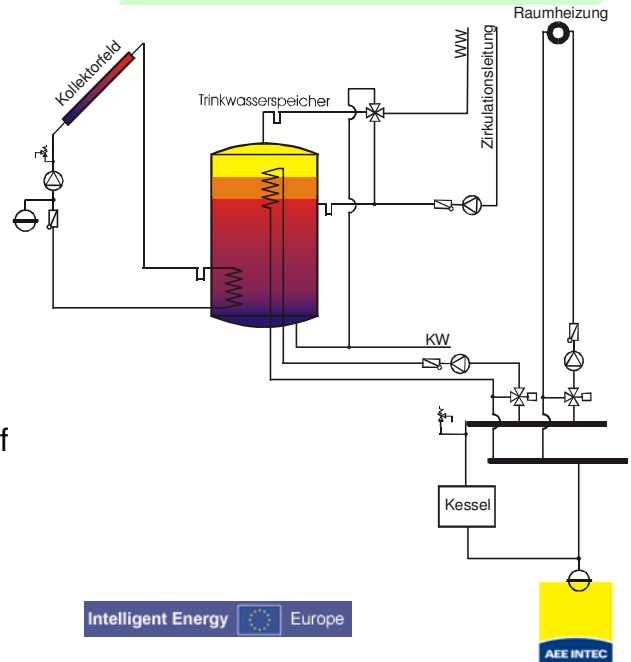 Raumheizung
Kollektorfeld
WW
Zirkulationsleitung
Trinkwasserspeicher
KW
f
Kessel
Intelligent Energy Europe
AEE INTEC